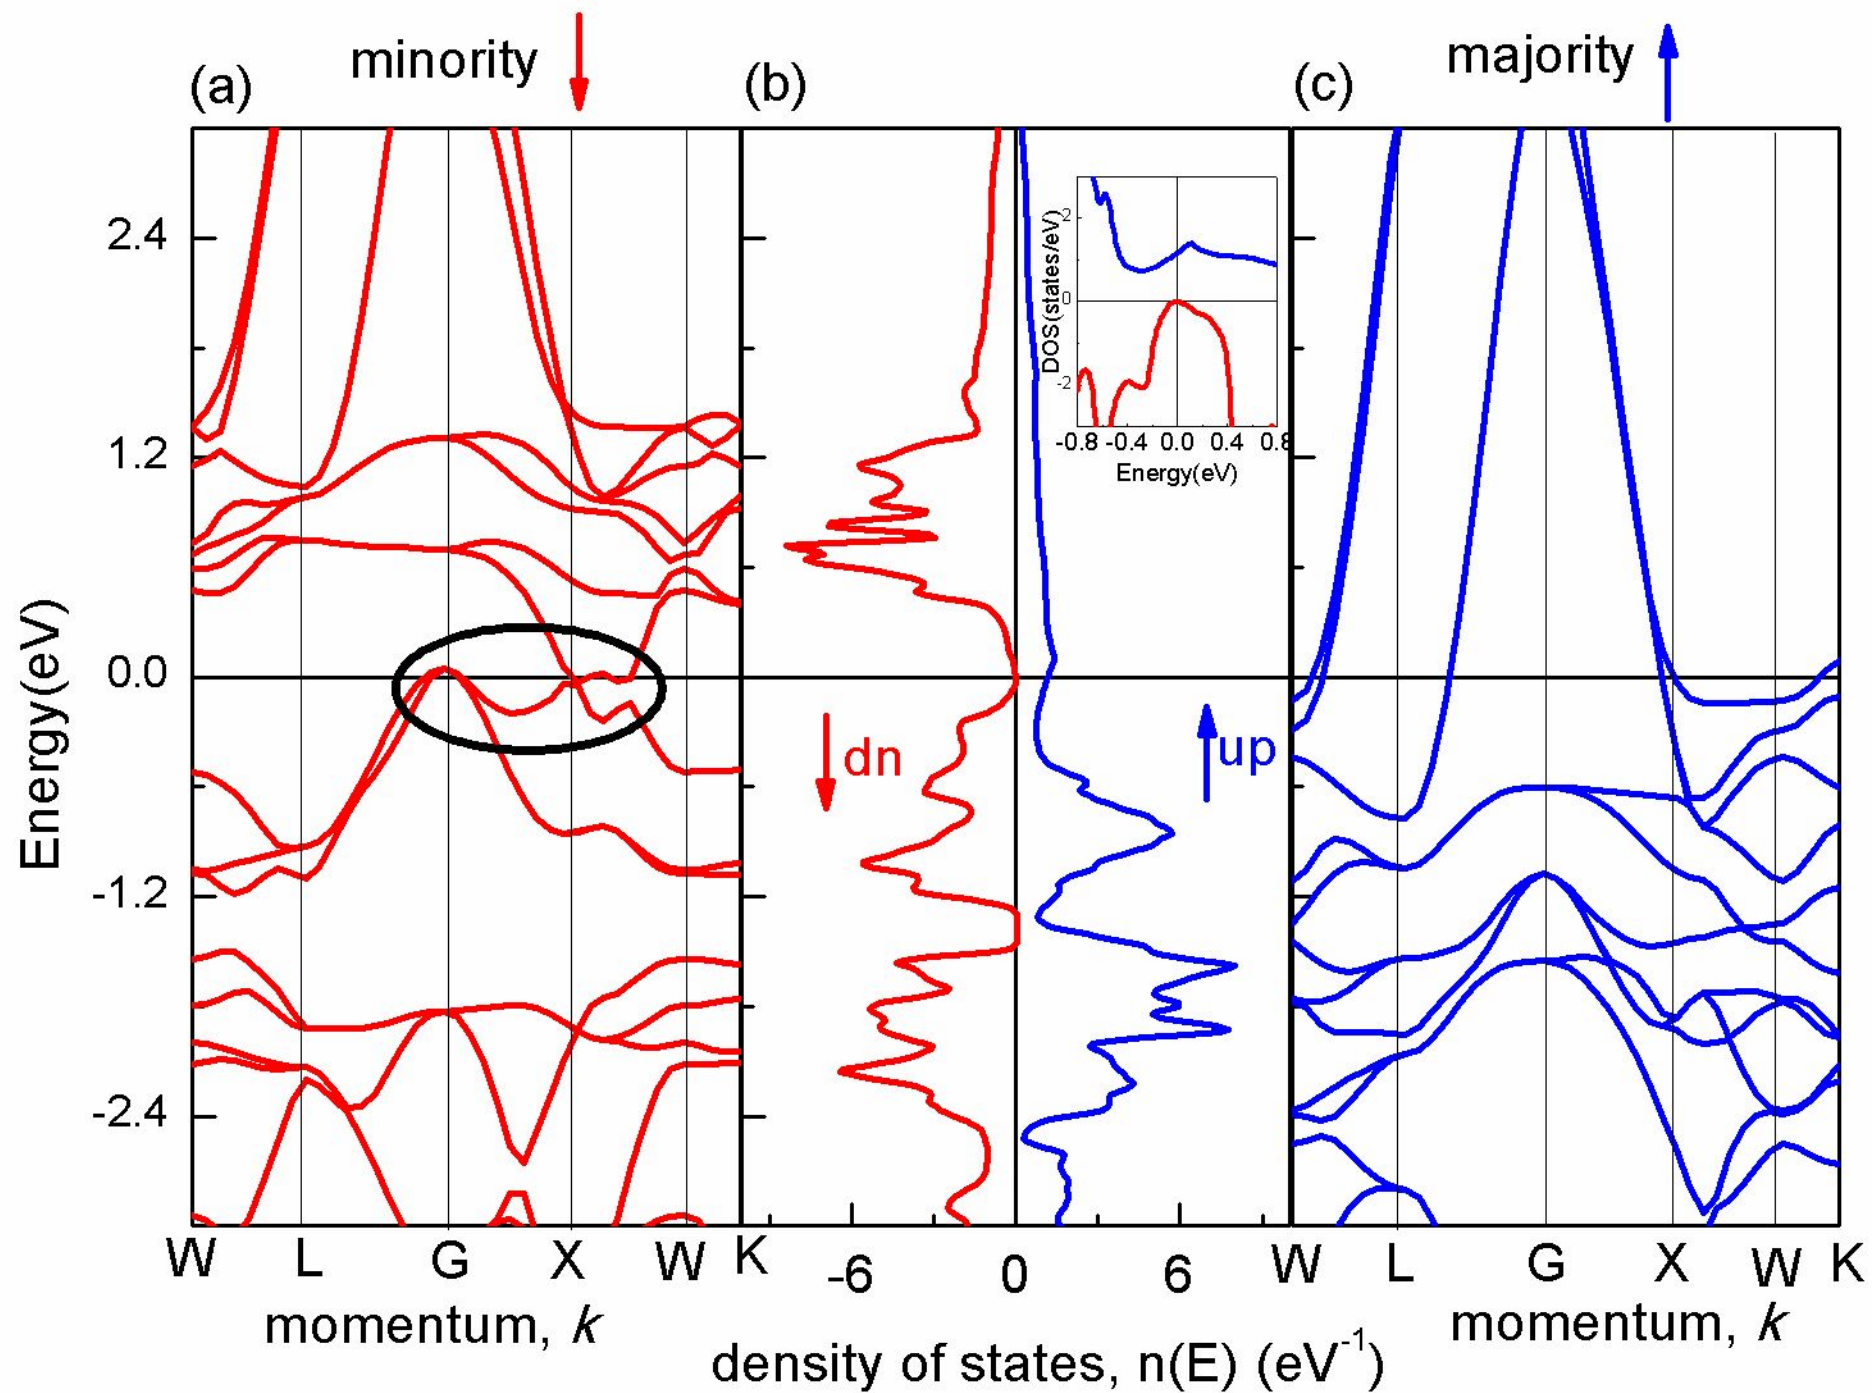 minority
majority
(a)
(b)
(c)
2.4
1.2
0.0
-1.2
-2.4
Energy(eV)
2
0
-2
DOS(states/eV)
-0.8 -0.4 0.0 0.4 0.8
Energy(eV)
dn
up
W L G X W K
-6 0 6
W L G X W K
momentum, k
density of states, n(E) (eV⁻¹)
momentum, k